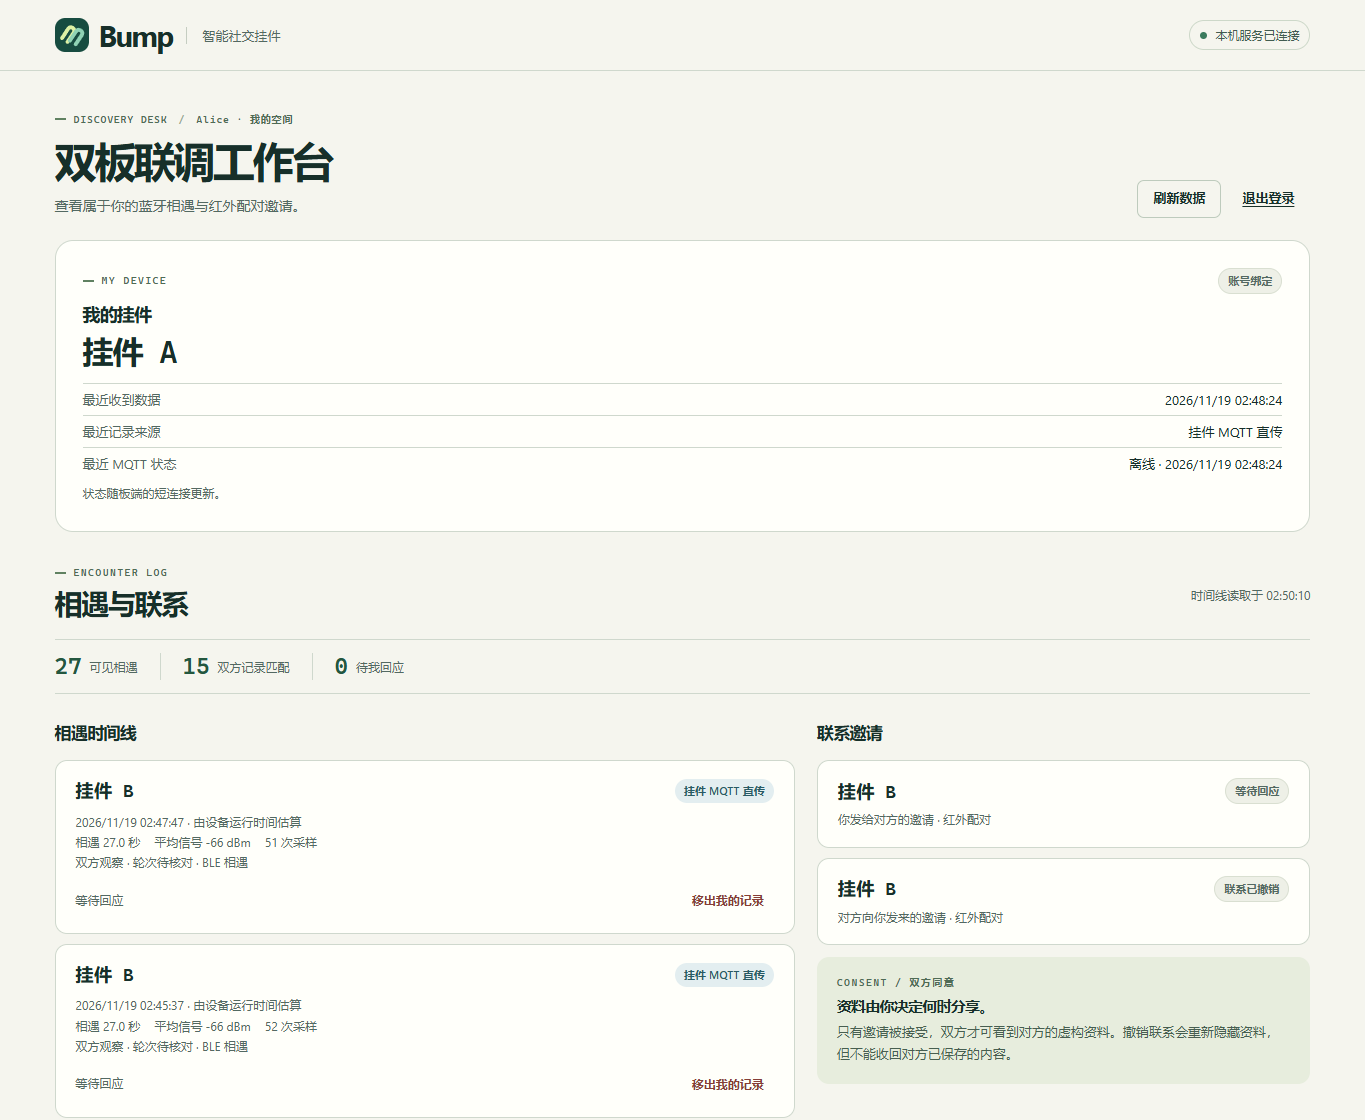 Bump
智能社交挂件
本机服务已连接
DISCOVERY DESK / Alice · 我的空间
双板联调工作台
查看属于你的蓝牙相遇与红外配对邀请。
刷新数据
退出登录
MY DEVICE
账号绑定
我的挂件
挂件 A
最近收到数据
2026/11/19 02:48:24
最近记录来源
挂件 MQTT 直传
最近 MQTT 状态
离线 · 2026/11/19 02:48:24
状态随板端的短连接更新。
ENCOUNTER LOG
相遇与联系
时间线读取于 02:50:10
27 可见相遇
15 双方记录匹配
0 待我回应
相遇时间线
挂件 B
挂件 MQTT 直传
2026/11/19 02:47:47 · 由设备运行时间估算
相遇 27.0 秒 平均信号 -66 dBm 51 次采样
双方观察 · 轮次待核对 · BLE 相遇
等待回应
移出我的记录
挂件 B
挂件 MQTT 直传
2026/11/19 02:45:37 · 由设备运行时间估算
相遇 27.0 秒 平均信号 -66 dBm 52 次采样
双方观察 · 轮次待核对 · BLE 相遇
等待回应
移出我的记录
联系邀请
挂件 B
等待回应
你发给对方的邀请 · 红外配对
挂件 B
联系已撤销
对方向你发来的邀请 · 红外配对
CONSENT / 双方同意
资料由你决定何时分享。
只有邀请被接受，双方才可看到对方的虚构资料。撤销联系会重新隐藏资料，
但不能收回对方已保存的内容。